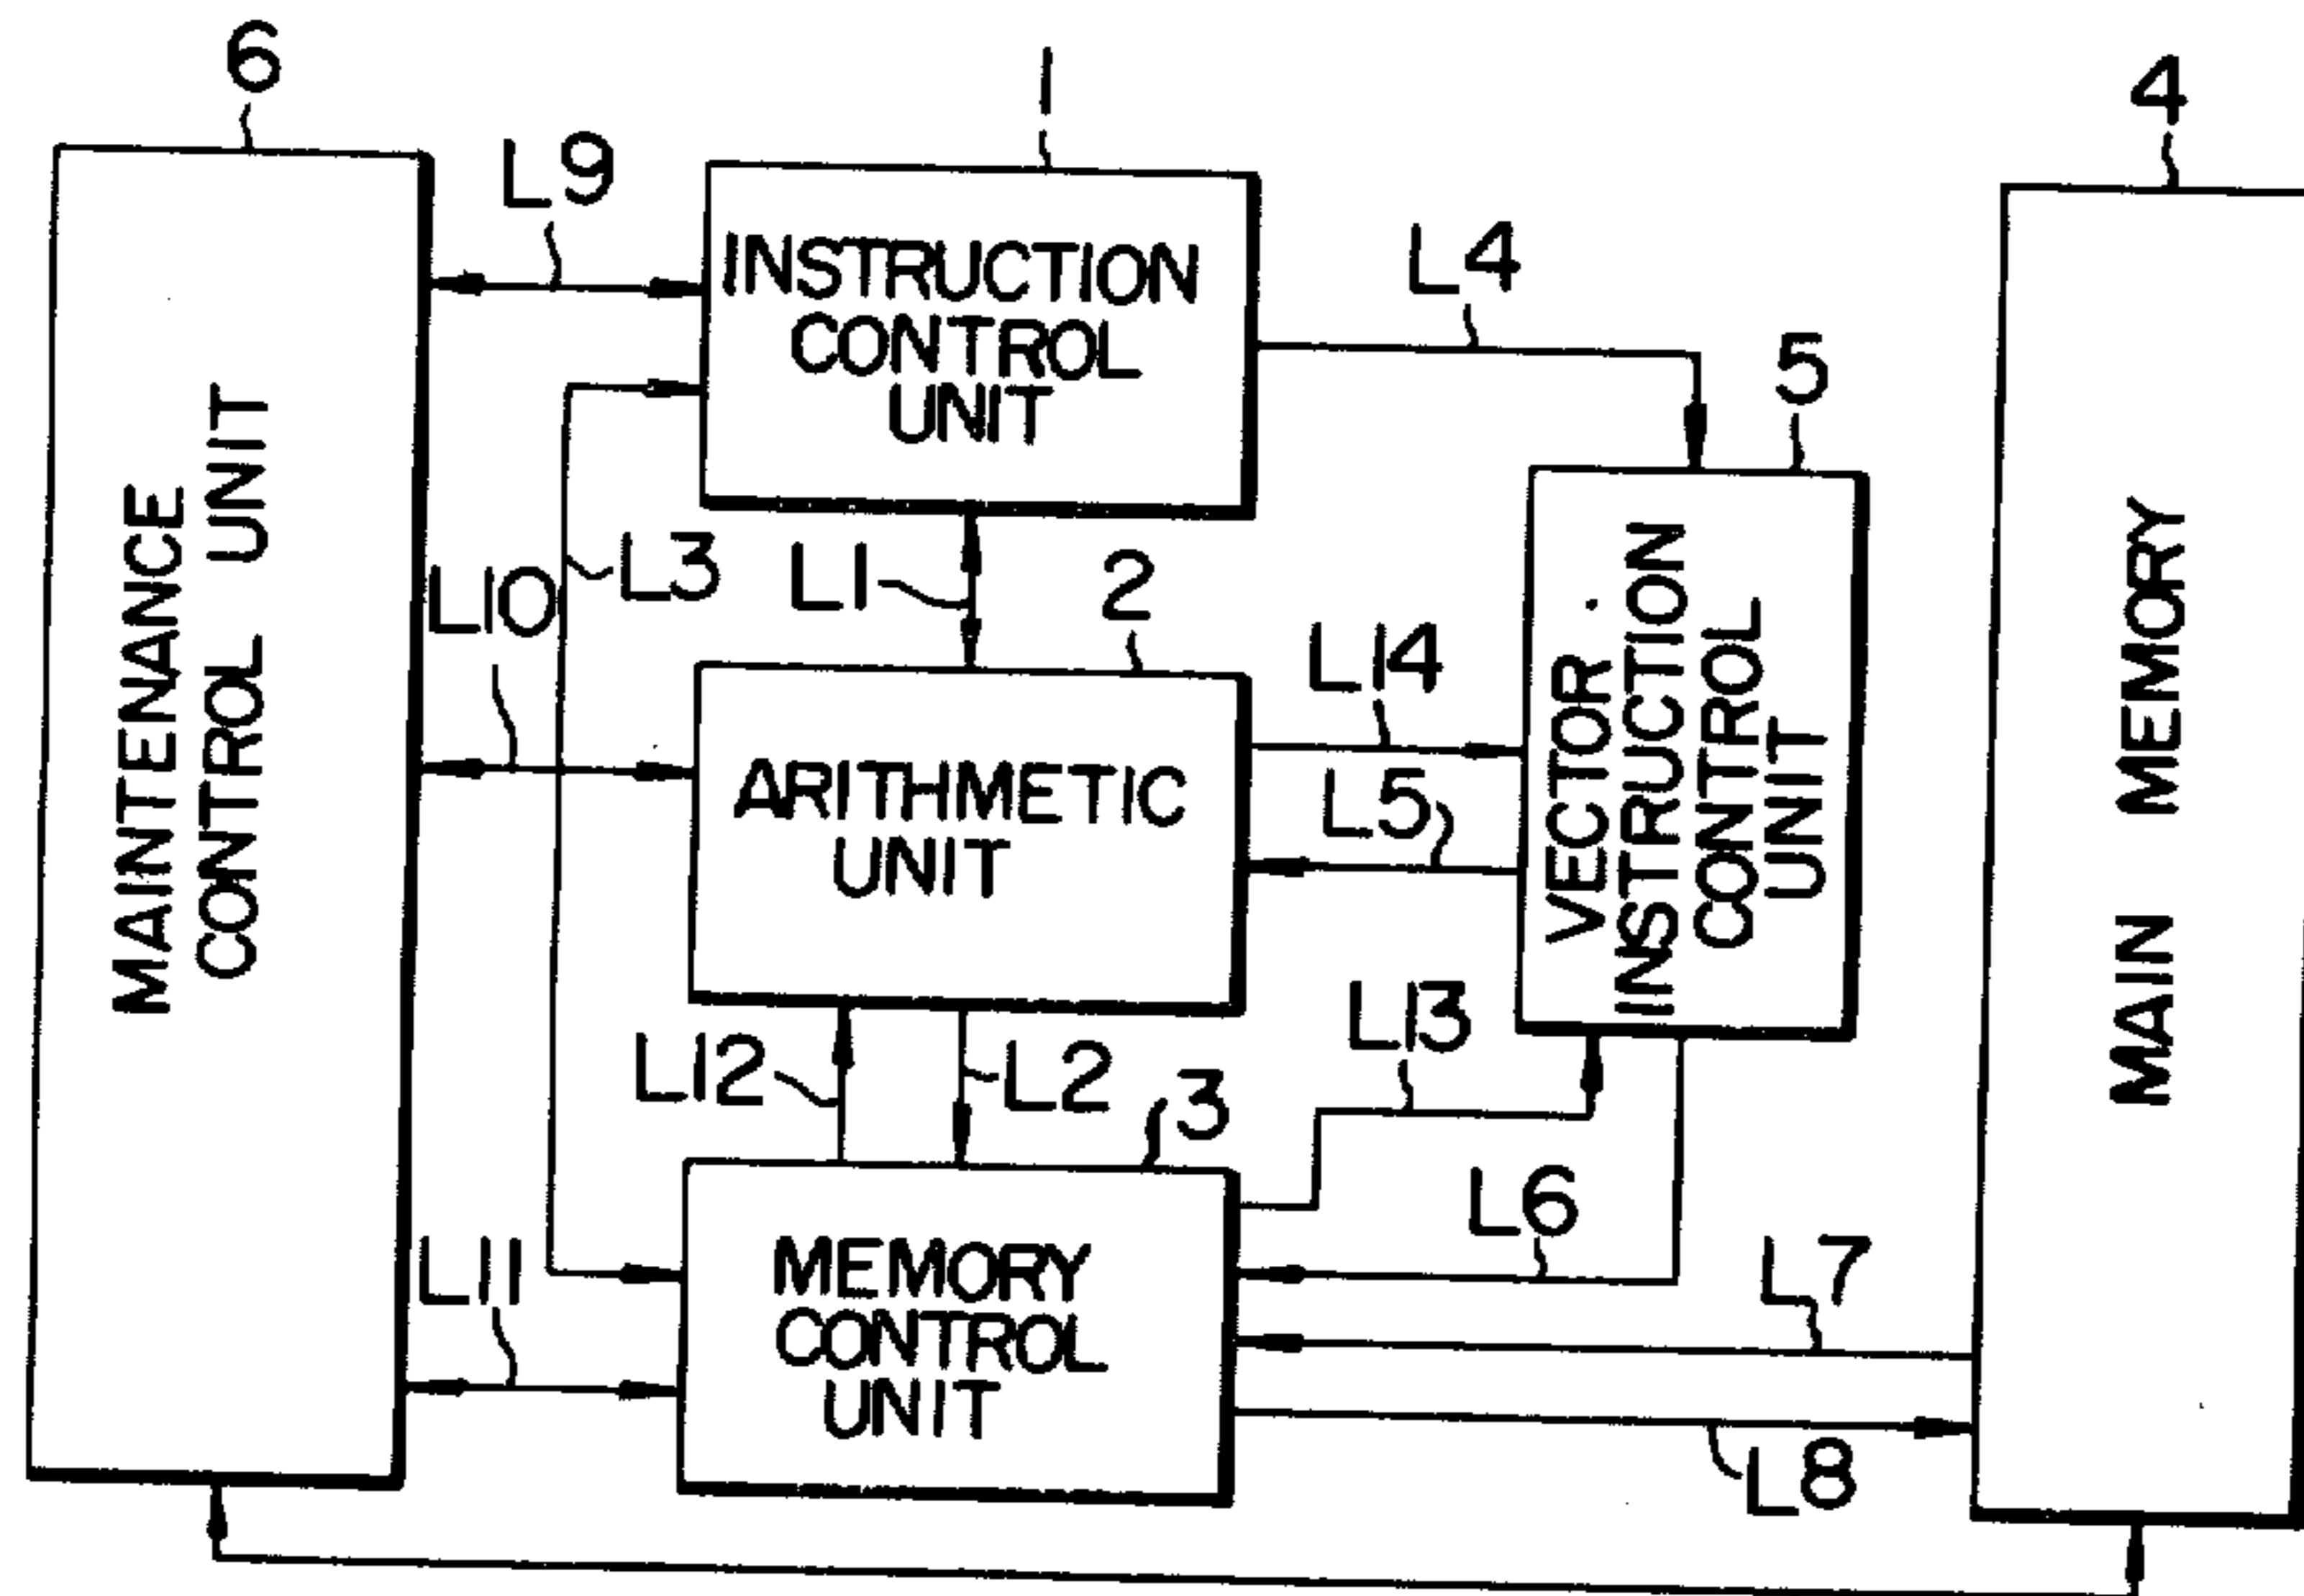 6
1
4
L9
INSTRUCTION
CONTROL
UNIT
L4
5
MAINTENANCE
CONTROL UNIT
L10
L3
L1
2
L14
VECTOR
INSTRUCTION
CONTROL
UNIT
MAIN MEMORY
ARITHMETIC
UNIT
L5
L12
L2
3
L13
L6
L11
MEMORY
CONTROL
UNIT
L7
L8